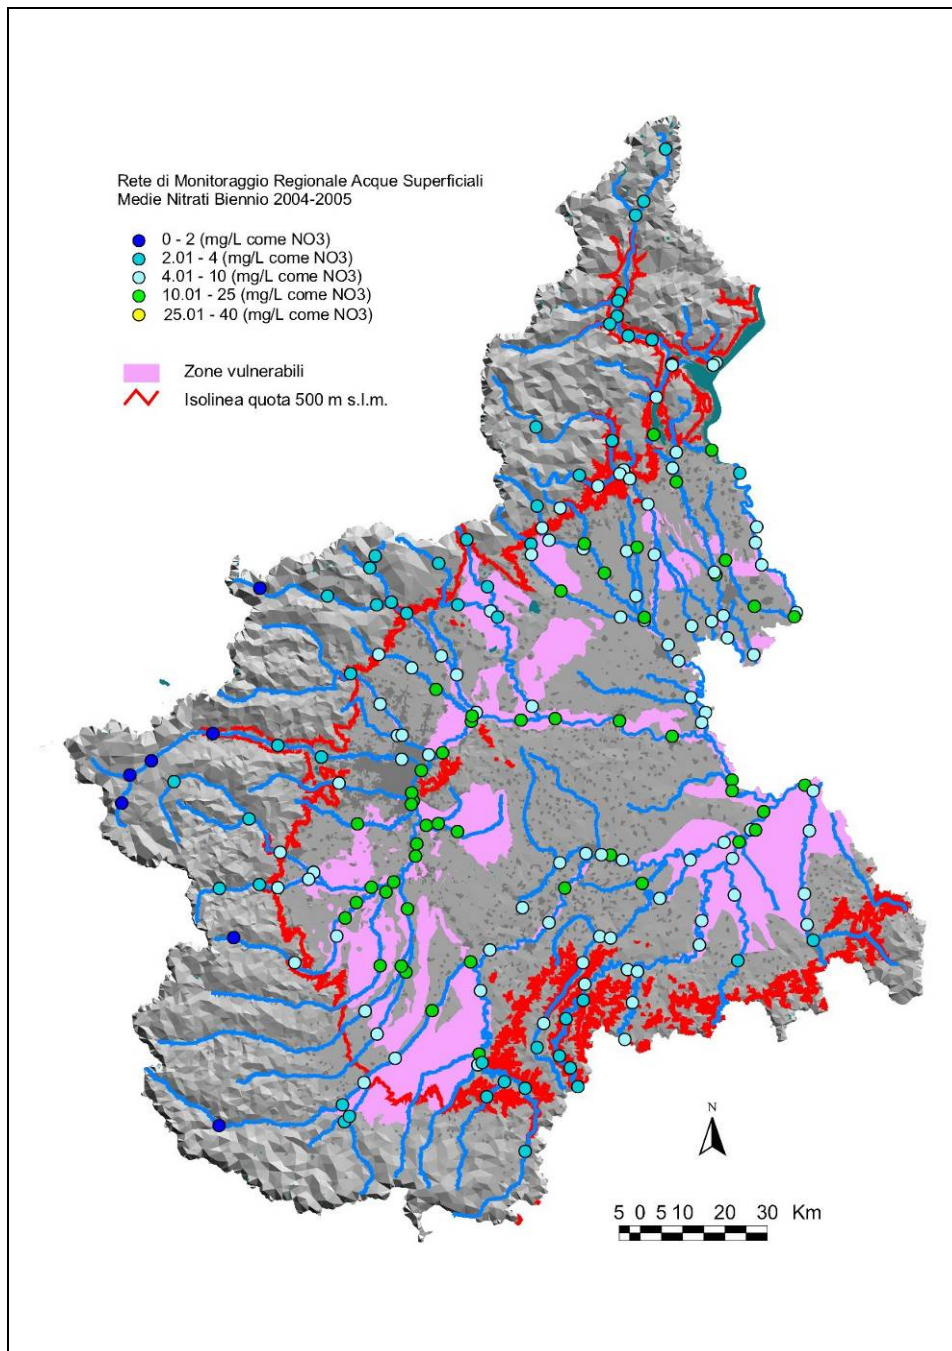 Rete di Monitoraggio Regionale Acque Superficiali
Medie Nitrati Biennio 2004-2005
0 - 2 (mg/L come NO3)
2.01 - 4 (mg/L come NO3)
4.01 - 10 (mg/L come NO3)
10.01 - 25 (mg/L come NO3)
25.01 - 40 (mg/L come NO3)
Zone vulnerabili
Isolinea quota 500 m s.l.m.
N
5 0 5 10 20 30 Km